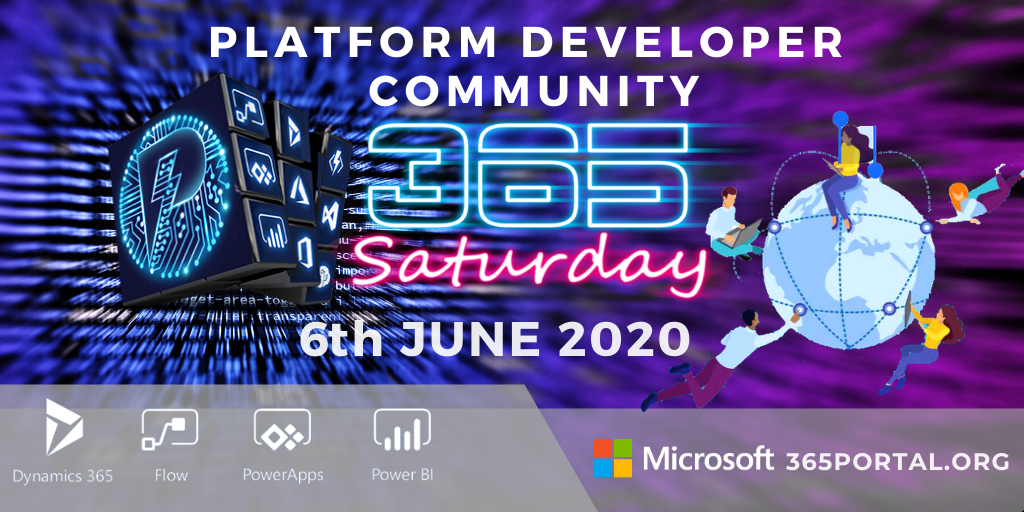 PLATFORM DEVELOPER
COMMUNITY
365
Saturday
6th JUNE 2020
Dynamics 365
Flow
PowerApps
Power BI
Microsoft 365PORTAL.ORG